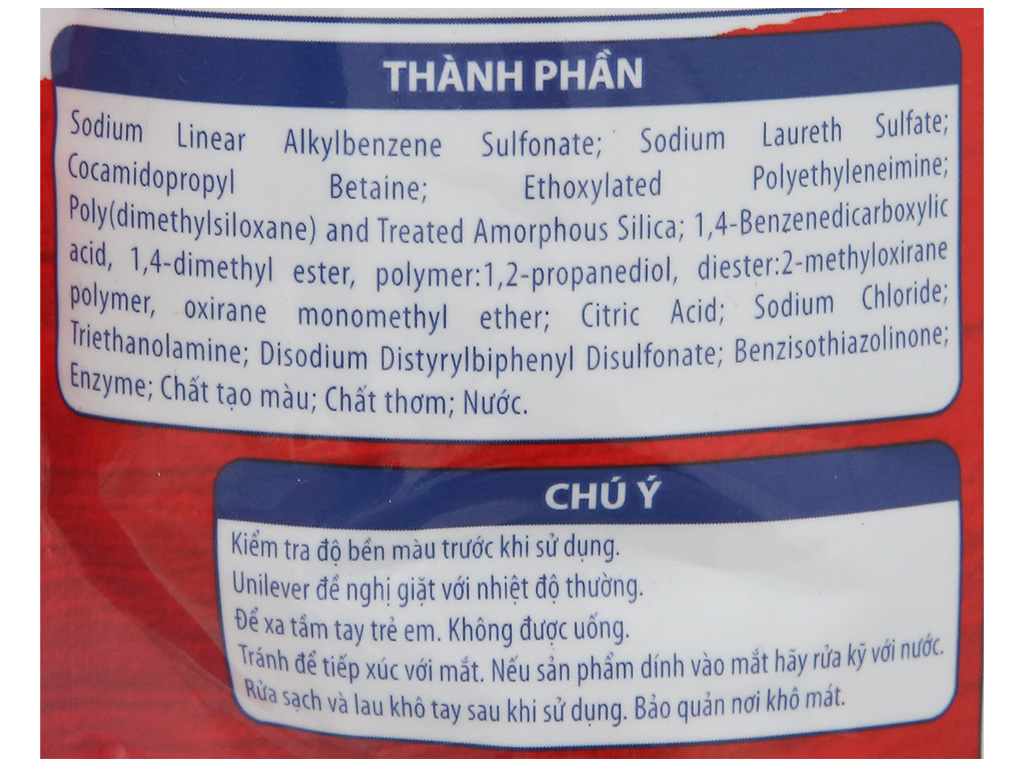 THÀNH PHẦN
Sodium Linear Alkylbenzene Sulfonate; Sodium Laureth Sulfate;
Cocamidopropyl Betaine; Ethoxylated Polyethyleneimine;
Poly(dimethylsiloxane) and Treated Amorphous Silica; 1,4-Benzenedicarboxylic
acid, 1,4-dimethyl ester, polymer:1,2-propanediol, diester:2-methyloxirane
polymer, oxirane monomethyl ether; Citric Acid; Sodium Chloride;
Triethanolamine; Disodium Distyrylbiphenyl Disulfonate; Benzisothiazolinone;
Enzyme; Chất tạo màu; Chất thơm; Nước.
CHÚ Ý
Kiểm tra độ bền màu trước khi sử dụng.
Unilever đề nghị giặt với nhiệt độ thường.
Để xa tầm tay trẻ em. Không được uống.
Tránh để tiếp xúc với mắt. Nếu sản phẩm dính vào mắt hãy rửa kỹ với nước.
Rửa sạch và lau khô tay sau khi sử dụng. Bảo quản nơi khô mát.